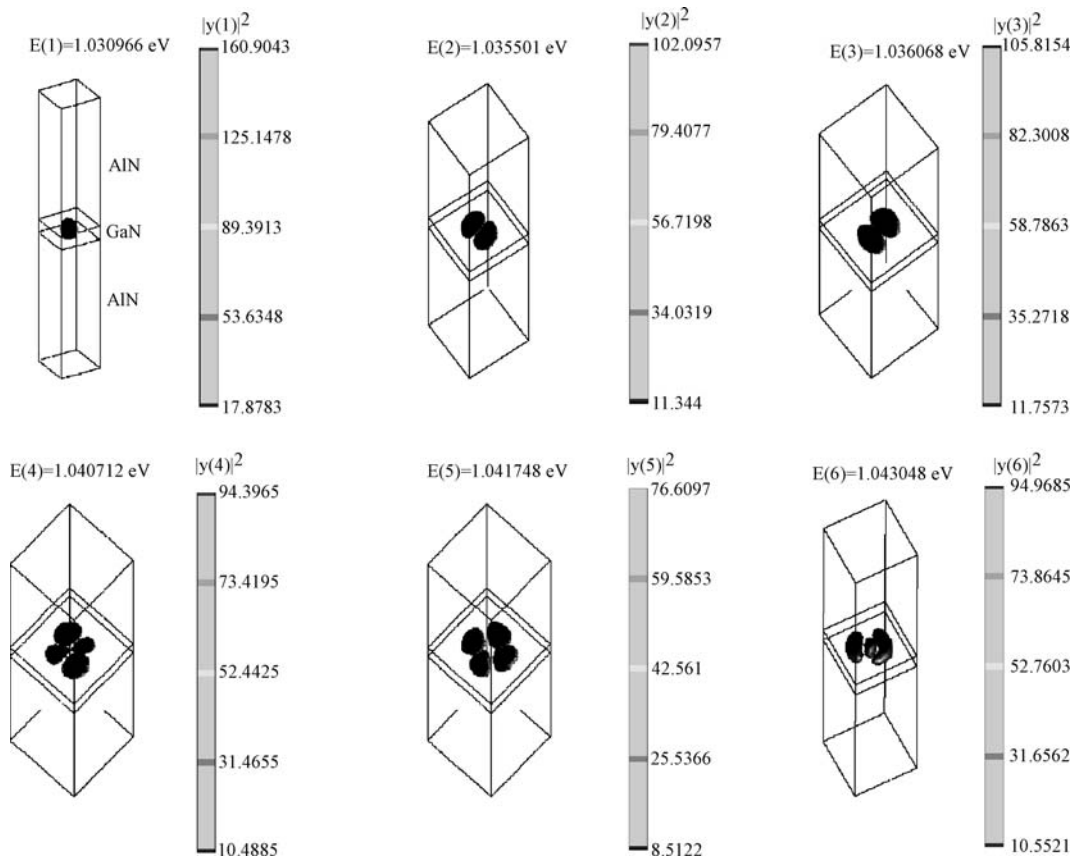 |y(1)|2
E(1)=1.030966 eV
160.9043
125.1478
89.3913
53.6348
17.8783
AlN
GaN
AlN
|y(2)|2
E(2)=1.035501 eV
102.0957
79.4077
56.7198
34.0319
11.344
|y(3)|2
E(3)=1.036068 eV
105.8154
82.3008
58.7863
35.2718
11.7573
|y(4)|2
E(4)=1.040712 eV
94.3965
73.4195
52.4425
31.4655
10.4885
|y(5)|2
E(5)=1.041748 eV
76.6097
59.5853
42.561
25.5366
8.5122
|y(6)|2
E(6)=1.043048 eV
94.9685
73.8645
52.7603
31.6562
10.5521